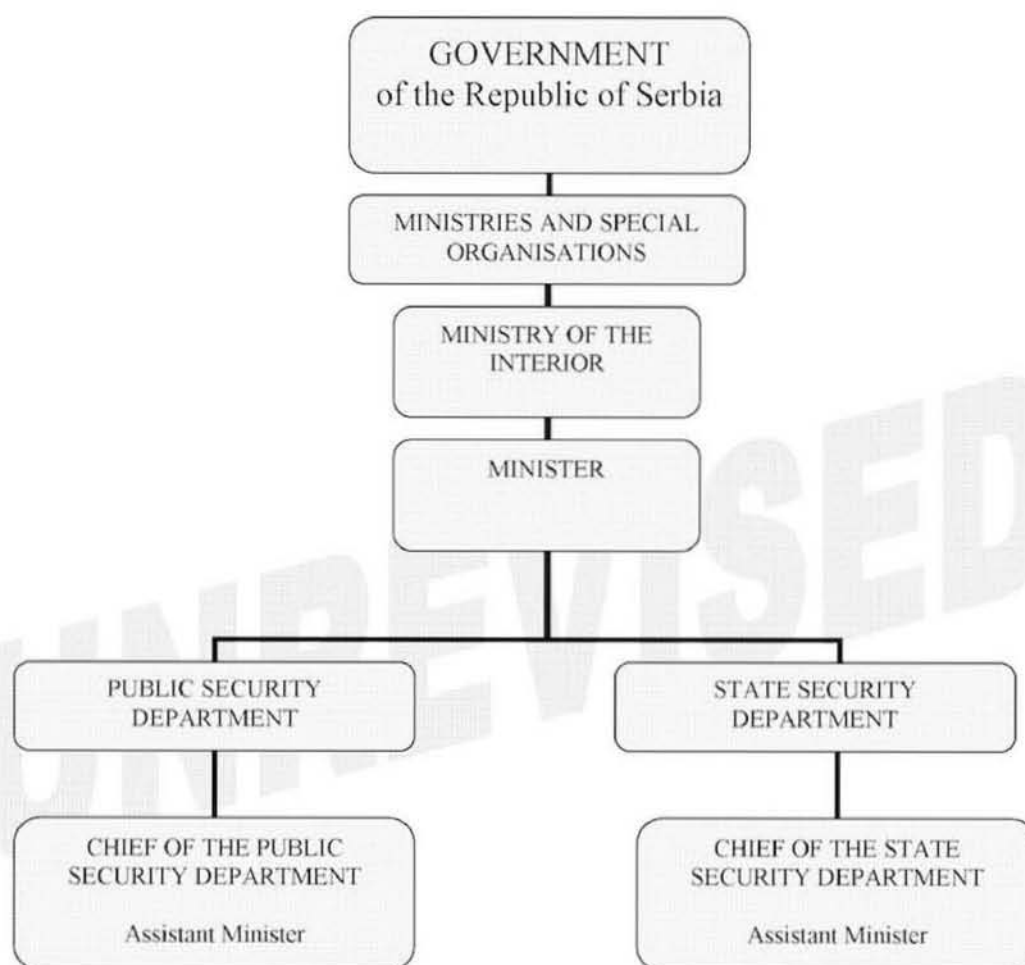 GOVERNMENT
of the Republic of Serbia
MINISTRIES AND SPECIAL
ORGANISATIONS
MINISTRY OF THE
INTERIOR
MINISTER
UNREVISED
PUBLIC SECURITY
DEPARTMENT
STATE SECURITY
DEPARTMENT
CHIEF OF THE PUBLIC
SECURITY DEPARTMENT
Assistant Minister
CHIEF OF THE STATE
SECURITY DEPARTMENT
Assistant Minister